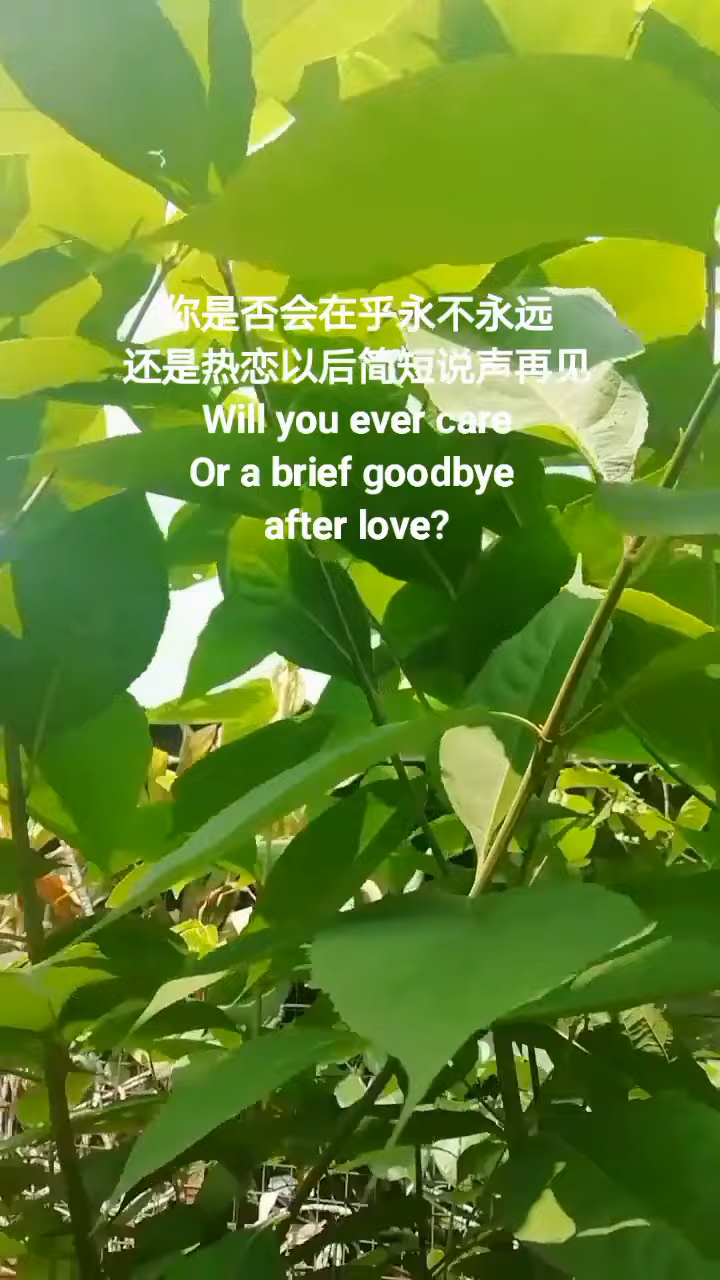 你是否会在乎永不永远
还是热恋以后简短说声再见
Will you ever care
Or a brief goodbye
after love?